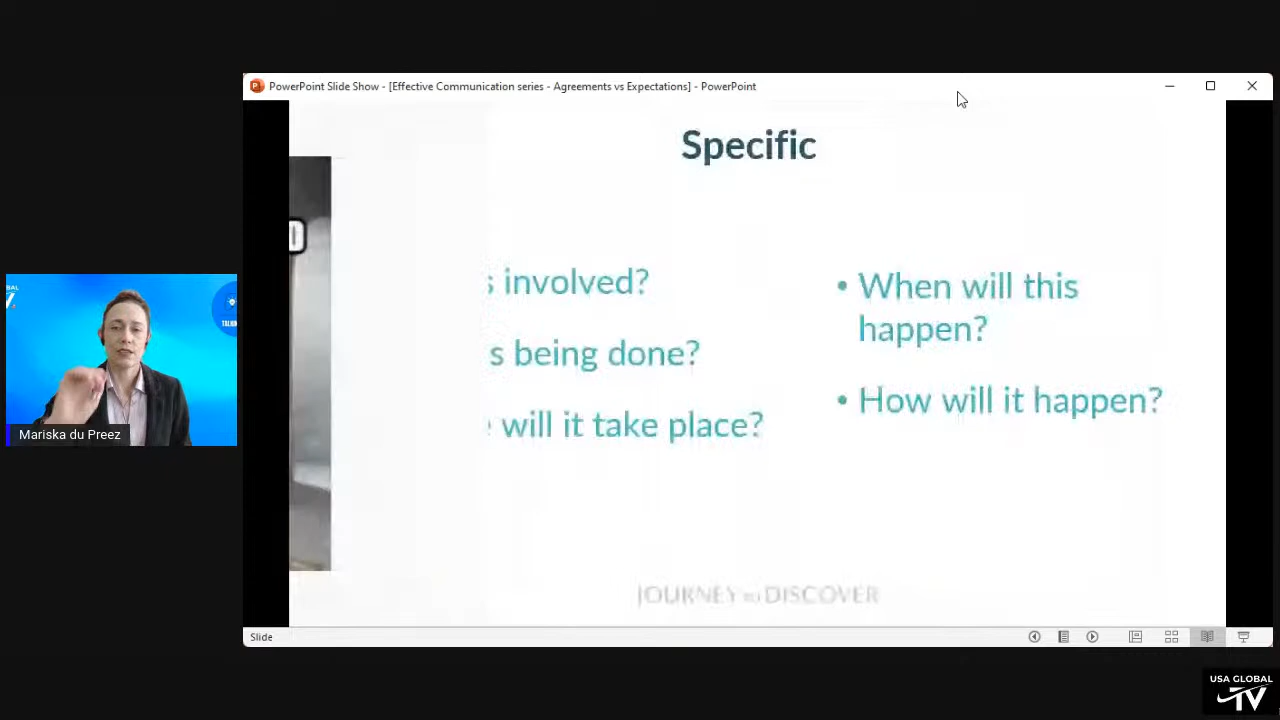 PowerPoint Slide Show - [Effective Communication series - Agreements vs Expectations] - PowerPoint
Specific
involved?
s being done?
will it take place?
• When will this
happen?
• How will it happen?
JOURNEY TO DISCOVER
Mariska du Preez
Slide
USA GLOBAL
TV